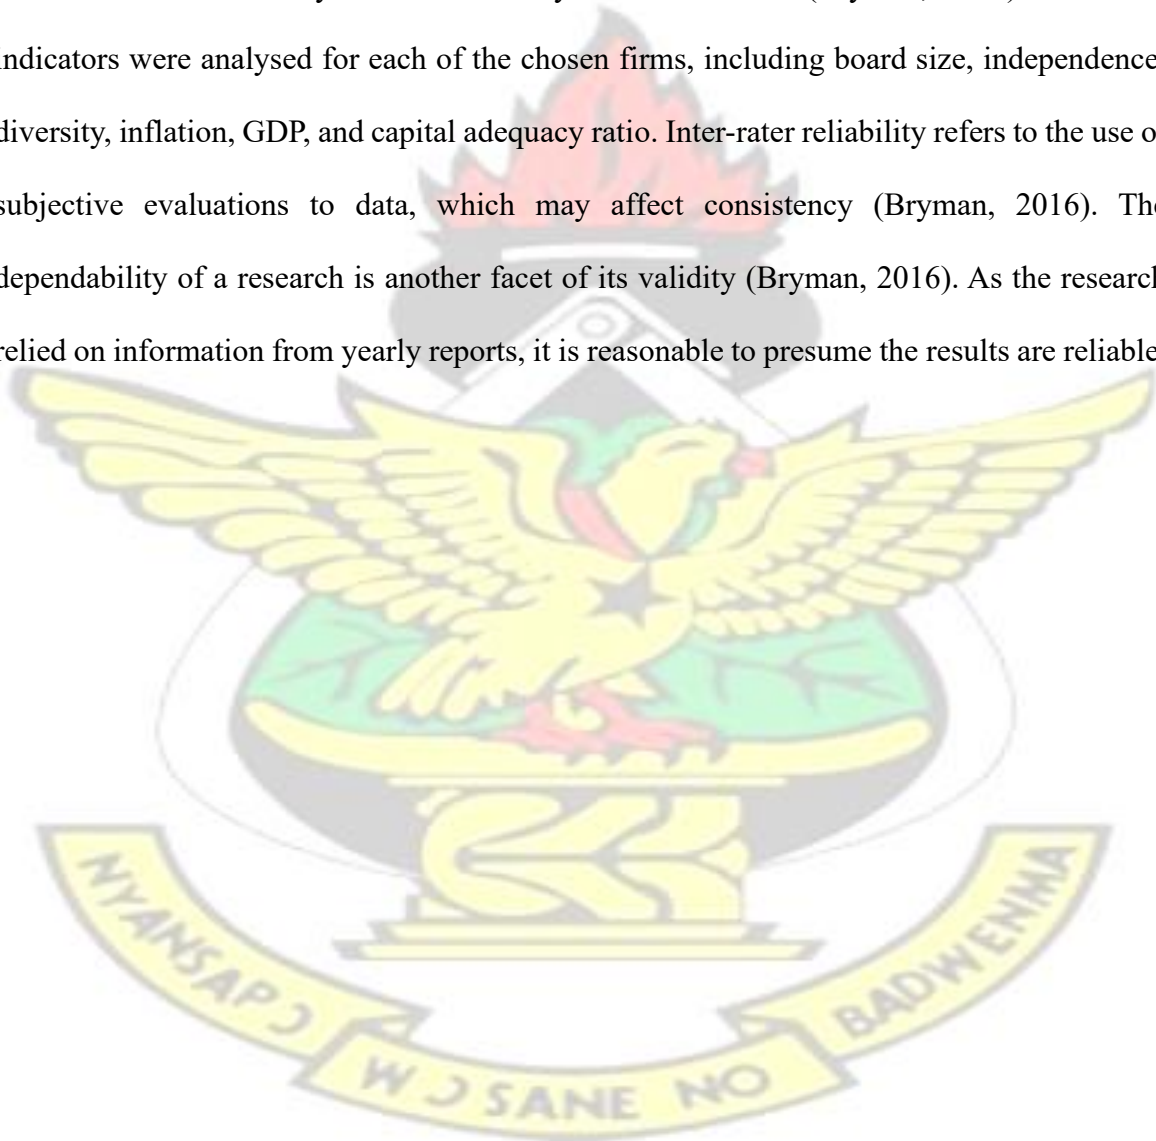 indicators were analysed for each of the chosen firms, including board size, independence
diversity, inflation, GDP, and capital adequacy ratio. Inter-rater reliability refers to the use o
subjective evaluations to data, which may affect consistency (Bryman, 2016). The
dependability of a research is another facet of its validity (Bryman, 2016). As the research
relied on information from yearly reports, it is reasonable to presume the results are reliable
NYANSAPƆ
WƆSANE NO
BADWENMA